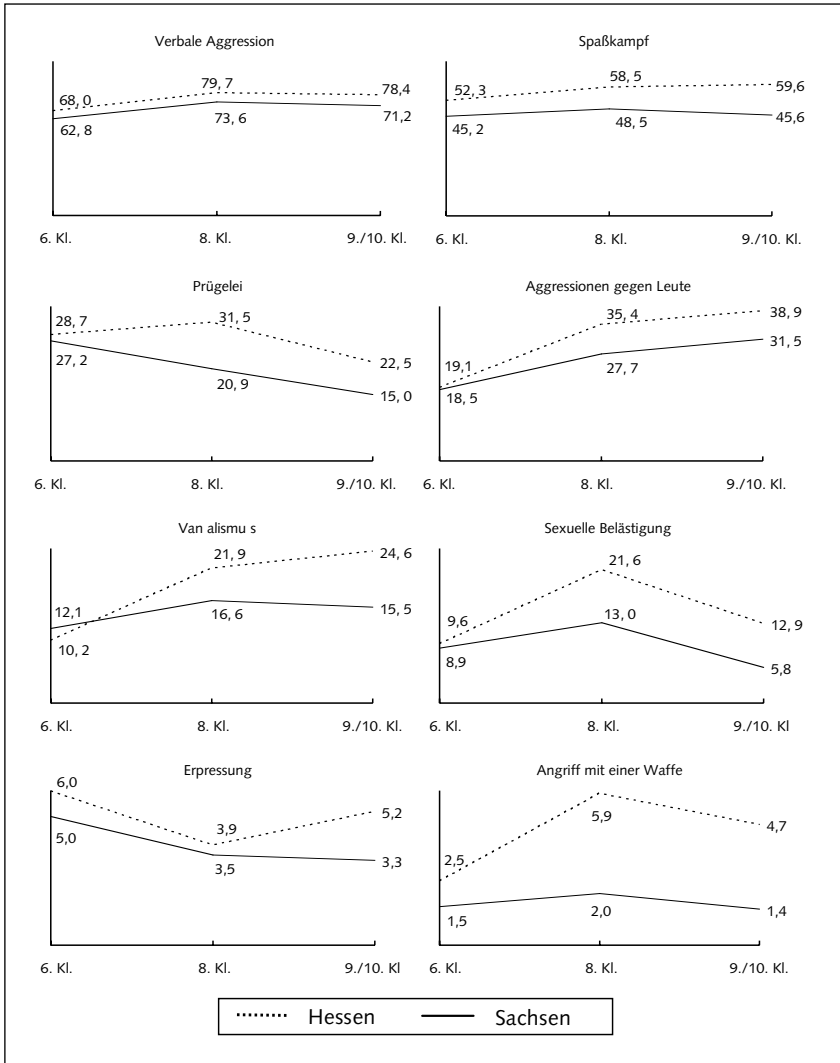 Verbale Aggression
68, 0
79, 7
78,4
62, 8
73, 6
71,2
6. Kl.
8. Kl.
9./10. Kl.
Spaßkampf
52, 3
58, 5
59,6
45, 2
48, 5
45,6
6. Kl.
8. Kl.
9./10. Kl.
Prügelei
28, 7
31, 5
22, 5
27, 2
20, 9
15, 0
6. Kl.
8. Kl.
9./10. Kl.
Aggressionen gegen Leute
19,1
35, 4
38, 9
18, 5
27, 7
31, 5
6. Kl.
8. Kl.
9./10. Kl.
Van alismu s
12,1
21, 9
24, 6
10, 2
16, 6
15,5
6. Kl.
8. Kl.
9./10. Kl.
Sexuelle Belästigung
9,6
21, 6
12, 9
8,9
13, 0
5,8
6. Kl.
8. Kl.
9./10. Kl
Erpressung
6,0
3,9
5,2
5,0
3,5
3,3
6. Kl.
8. Kl.
9./10. Kl
Angriff mit einer Waffe
2,5
5,9
4,7
1,5
2,0
1,4
6. Kl.
8. Kl.
9./10. Kl.
Hessen Sachsen